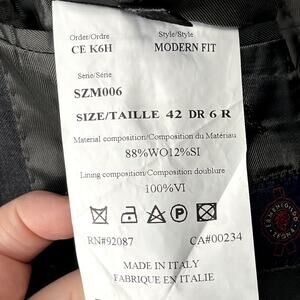 Order/Ordre
Style/Style
CE K6H
MODERN FIT
Serie/Série
SZM006
SIZE/TAILLE 42 DR 6 R
Material composition/Composition du Matériau
88%WO12%SI
Lining composition/Composition doublure
100%VI
RN#92087
CA#00234
MADE IN ITALY
FABRIQUE EN ITALIE